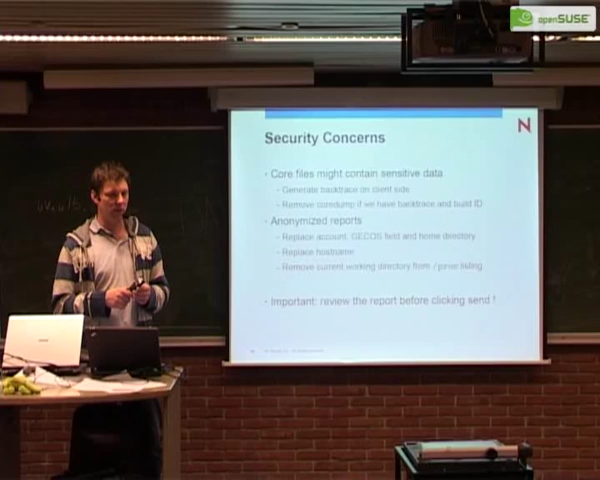 openSUSE
N
Security Concerns
· Core files might contain sensitive data
– Generate backtrace on client side
– Remove coredump if we have backtrace and build ID
· Anonymized reports
– Replace account, GECOS field and home directory
– Replace hostname
– Remove current working directory from listing
· Important: review the report before clicking send !